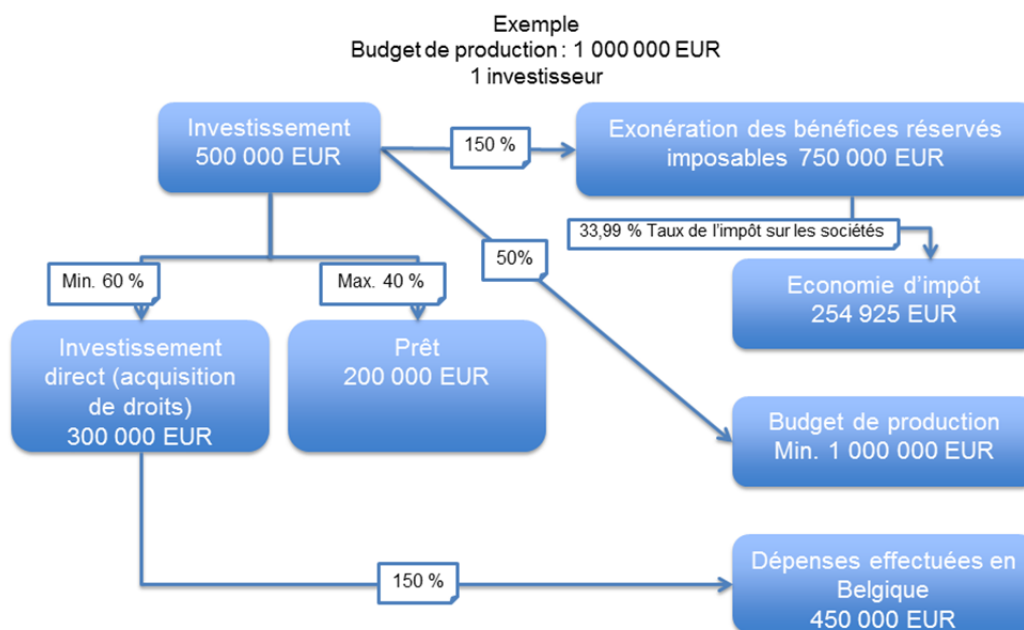 Exemple
Budget de production : 1 000 000 EUR
1 investisseur
Investissement
500 000 EUR
150 %
Exonération des bénéfices réservés
imposables 750 000 EUR
33,99 % Taux de l'impôt sur les sociétés
50%
Min. 60 %
Max. 40 %
Economie d'impôt
254 925 EUR
Investissement
direct (acquisition
de droits)
300 000 EUR
Prêt
200 000 EUR
Budget de production
Min. 1 000 000 EUR
150 %
Dépenses effectuées en
Belgique
450 000 EUR